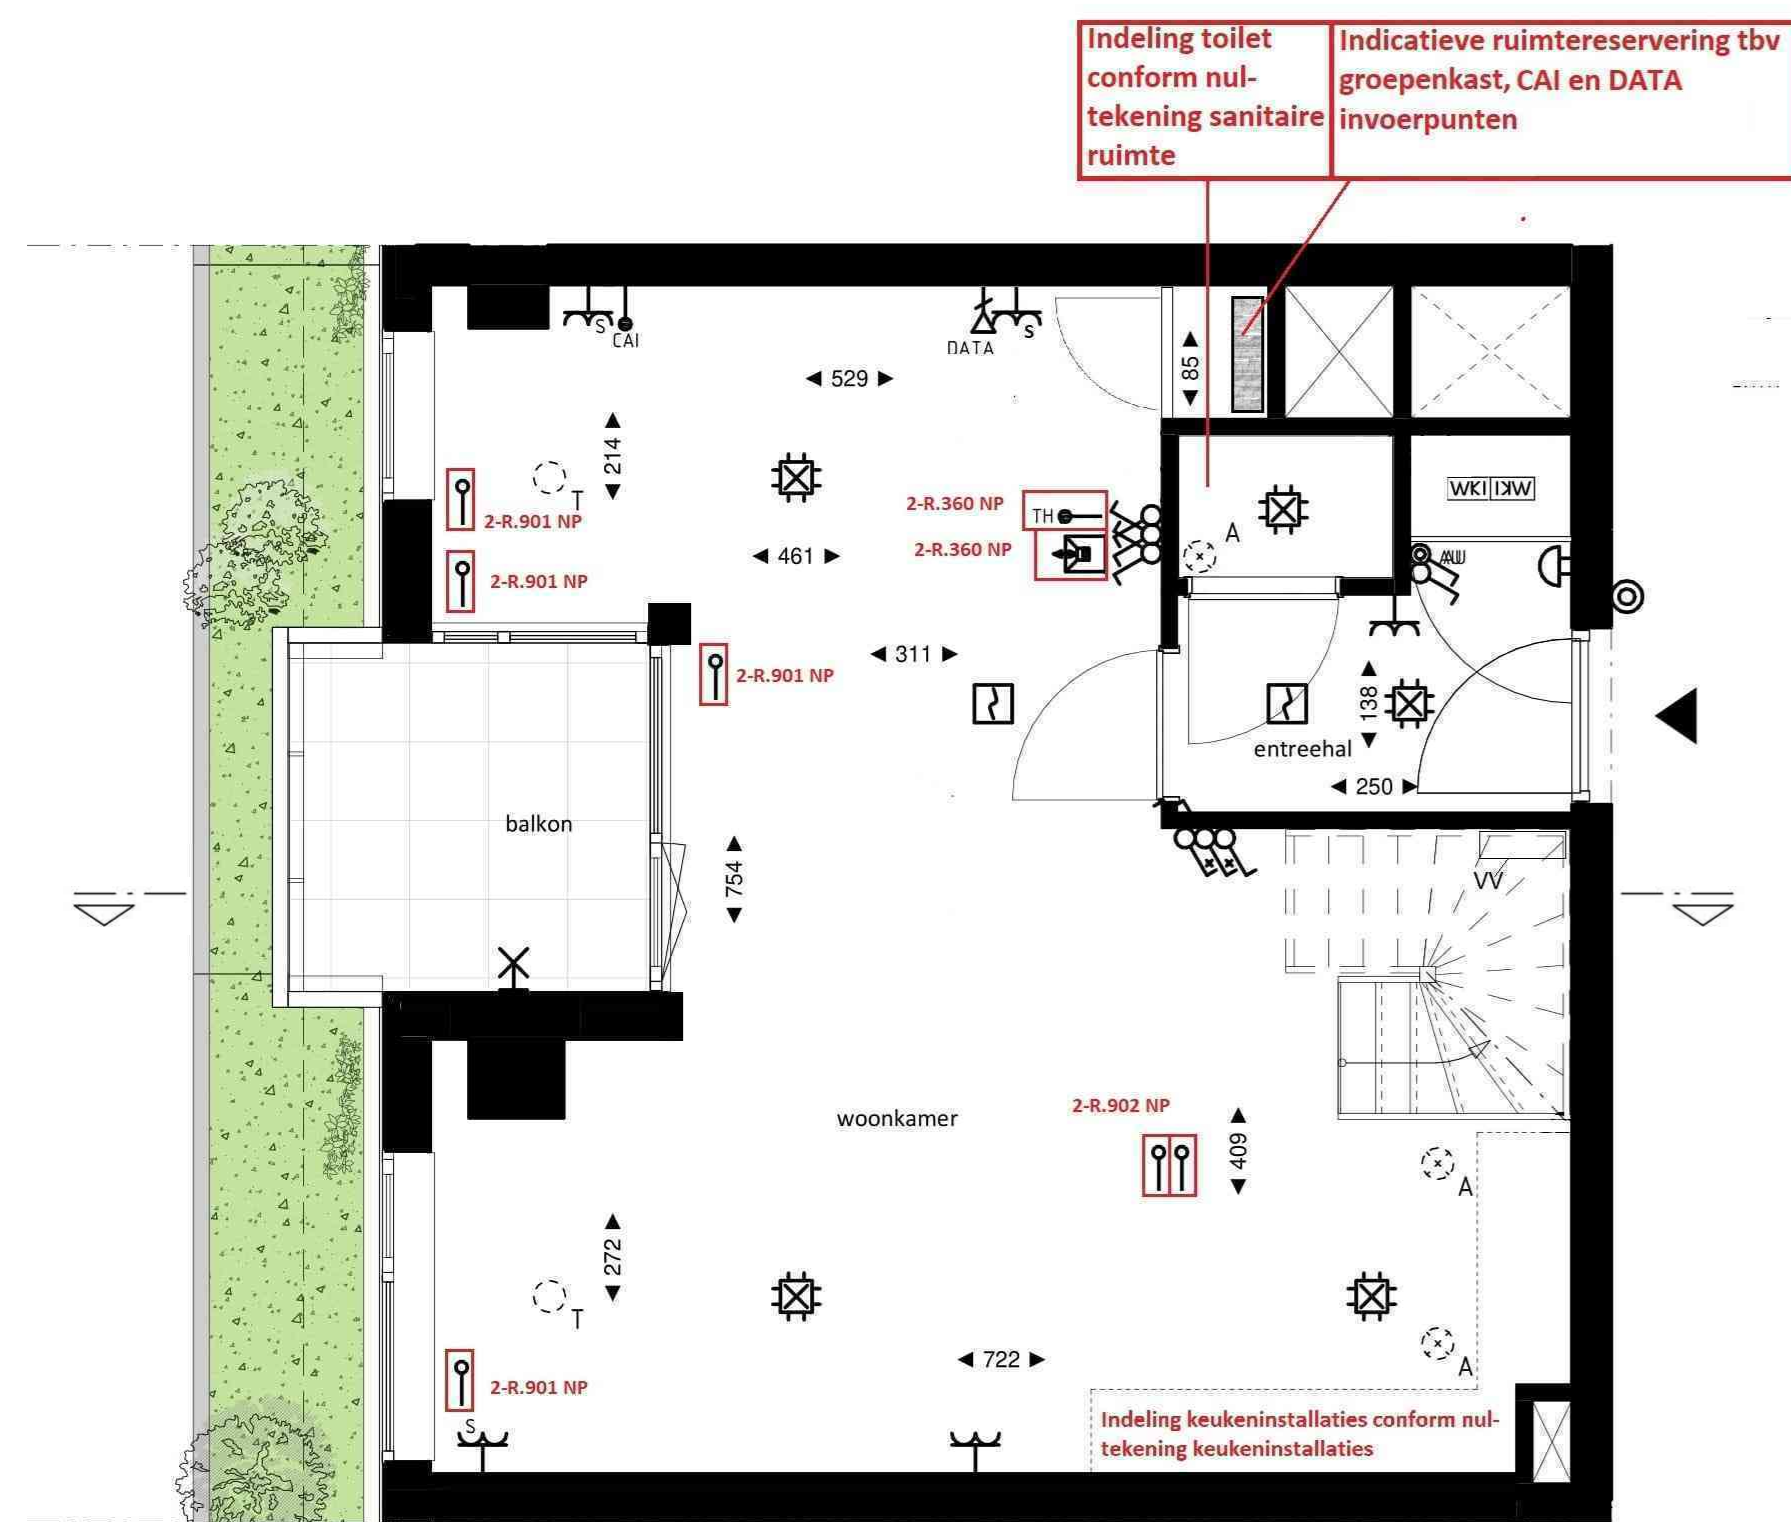 Indeling toilet
conform nul-
tekening sanitaire
ruimte
Indicatieve ruimtereservering tbv
groepenkast, CAI en DATA
invoerpunten
S
CAI
DATA
S
85
529
214
T
2-R.901 NP
2-R.360 NP
TH
A
WKI
WKI
461
2-R.360 NP
2-R.901 NP
311
2-R.901 NP
138
entreehal
250
balkon
754
VV
woonkamer
2-R.902 NP
409
A
272
T
722
A
2-R.901 NP
S
Indeling keukeninstallaties conform nul-
tekening keukeninstallaties